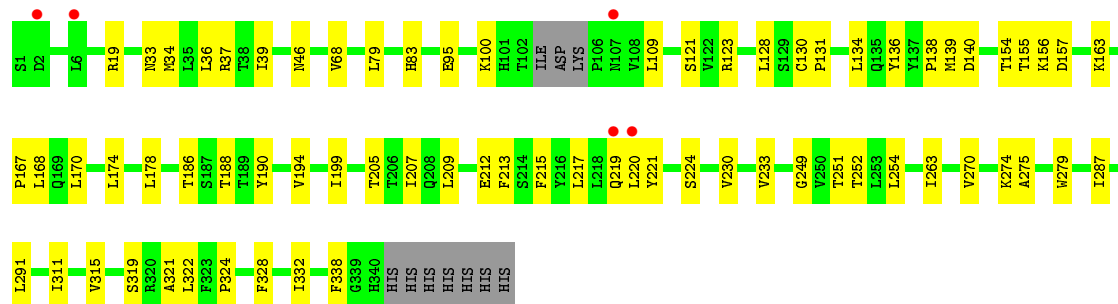 S1 D2 L6 R19 N33 M34 L35 L36 R37 T38 I39 N46 V68 L79 H83 E95 K100 H101 T102 ILE ASP LYS P106 N107 V108 L109 S121 V122 R123 L128 S129 C130 P131 L134 Q135 Y136 Y137 P138 M139 D140 T154 T155 K156 D157 K163
P167 L168 Q169 L170 L174 L178 T186 S187 T188 T189 Y190 V194 I199 T205 T206 I207 Q208 L209 E212 F213 S214 F215 Y216 L217 L218 Q219 L220 Y221 S224 V230 V233 G249 V250 T251 T252 L253 L254 I263 V270 K274 A275 W279 I287
L291 I311 V315 S319 R320 A321 L322 F323 P324 F328 I332 F338 G339 H340 HIS HIS HIS HIS HIS HIS HIS